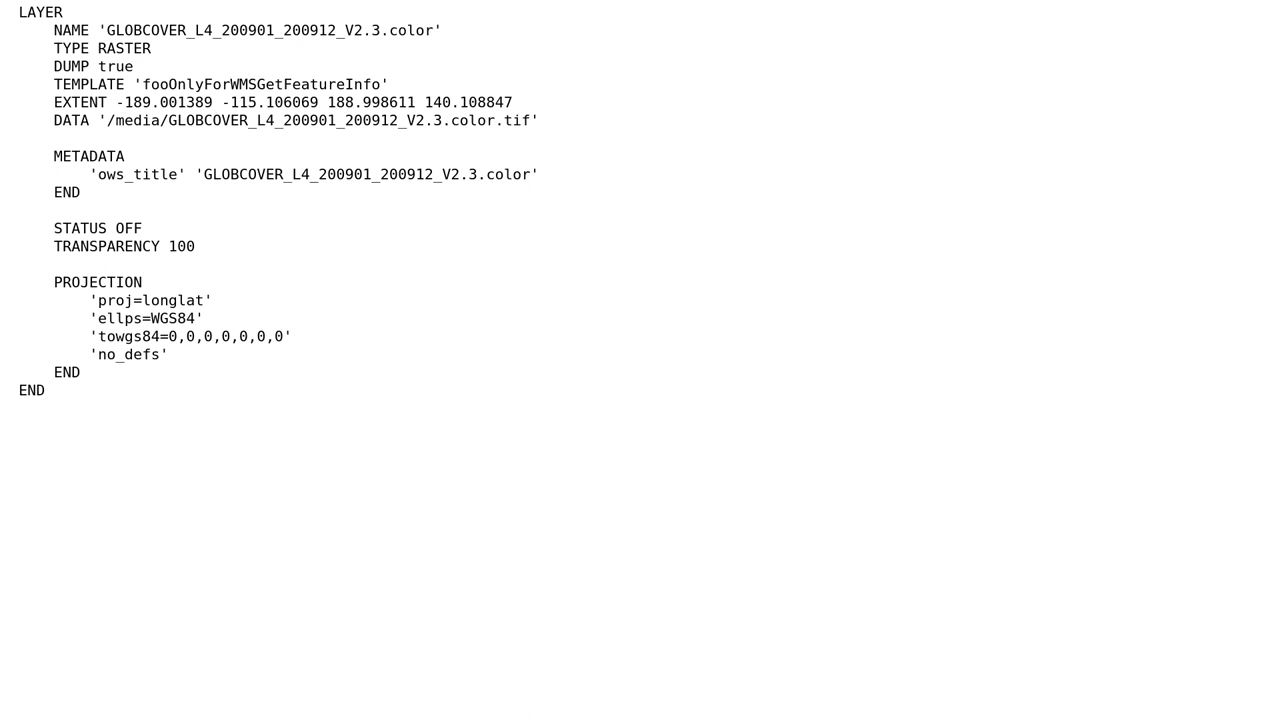 LAYER
    NAME 'GLOBCOVER_L4_200901_200912_V2.3.color'
    TYPE RASTER
    DUMP true
    TEMPLATE 'fooOnlyForWMSGetFeatureInfo'
    EXTENT -189.001389 -115.106069 188.998611 140.108847
    DATA '/media/GLOBCOVER_L4_200901_200912_V2.3.color.tif'

    METADATA
        'ows_title' 'GLOBCOVER_L4_200901_200912_V2.3.color'
    END

    STATUS OFF
    TRANSPARENCY 100

    PROJECTION
        'proj=longlat'
        'ellps=WGS84'
        'towgs84=0,0,0,0,0,0,0'
        'no_defs'
    END
END